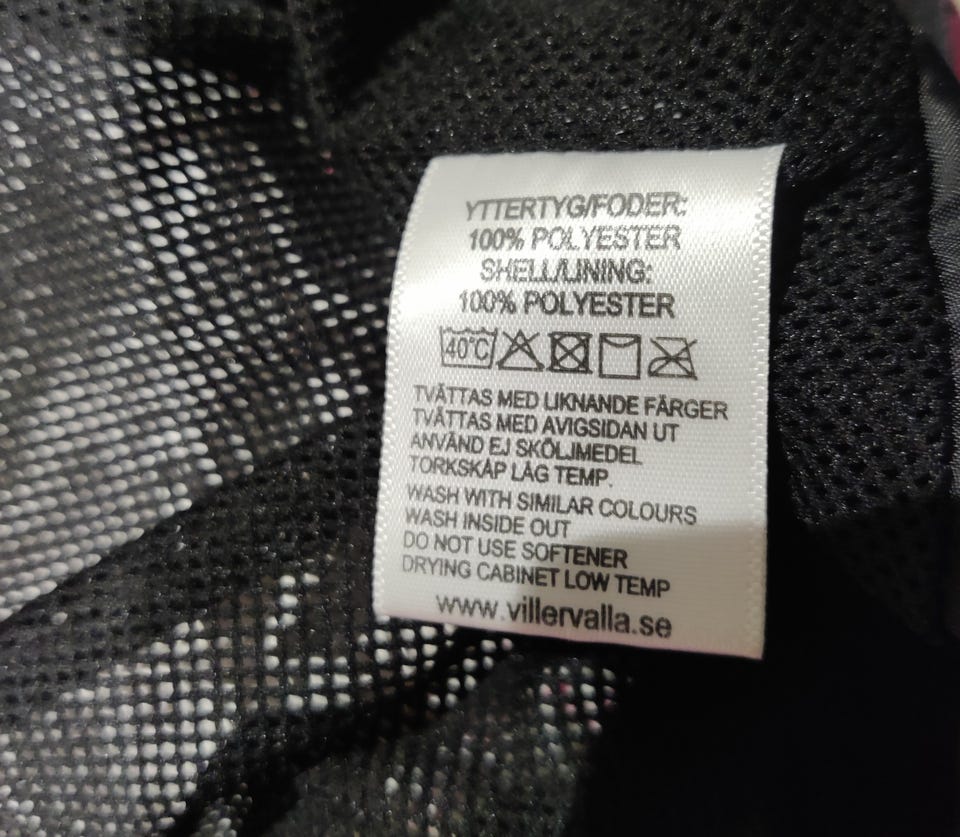 YTTERTYG/FODER:
100% POLYESTER
SHELL/LINING:
100% POLYESTER
40°C
TVÄTTAS MED LIKNANDE FÄRGER
TVÄTTAS MED AVIGSIDAN UT
ANVÄND EJ SKÖLJMEDEL
TORKSKÅP LÅG TEMP.
WASH WITH SIMILAR COLOURS
WASH INSIDE OUT
DO NOT USE SOFTENER
DRYING CABINET LOW TEMP
www.villervalla.se